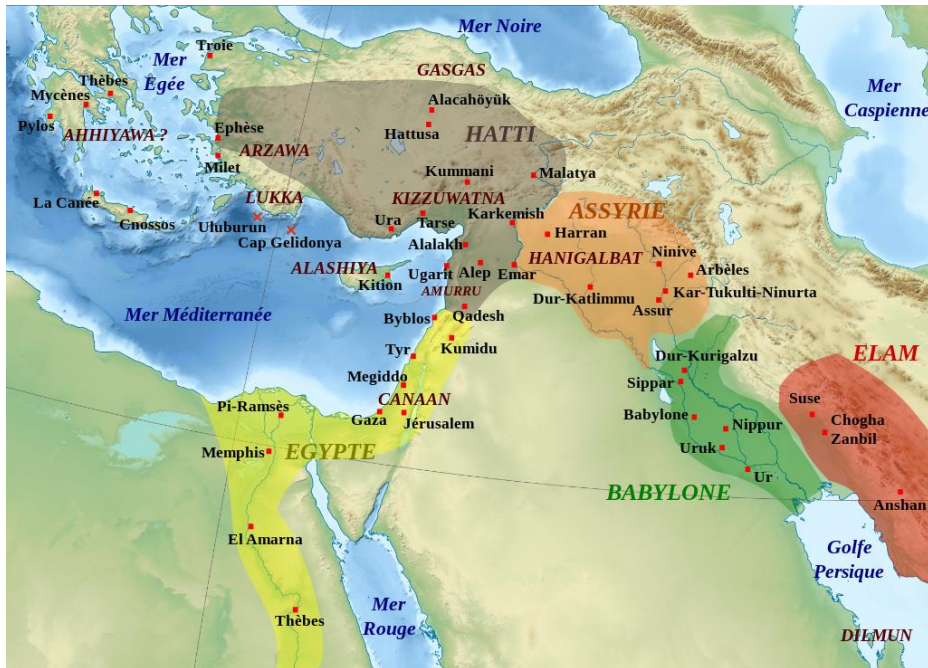 Mer Noire
Troie
Mer
Egée
GASGAS
Mer
Caspienne
Thèbes
Mycènes
Alacahöyük
Pylos
AHHIYAWA ?
Ephèse
Hattusa
HATTI
ARZAWA
Milet
Kummani
Malatya
La Canée
LUKKA
KIZZUWATNA
Cnossos
Uluburun
Ura
Tarse
Karkemish
ASSYRIE
Cap Gelidonya
Harran
Alalakh
Ninive
HANIGALBAT
ALASHIYA
Ugarit
Alep
Emar
Arbèles
Kition
AMURRU
Dur-Katlimmu
Kar-Tukulti-Ninurta
Assur
Mer Méditerranée
Byblos
Qadesh
Tyr
Kumidu
ELAM
Dur-Kurigalzu
Megiddo
Sippar
CANAAN
Suse
Pi-Ramsès
Gaza
Jérusalem
Babylone
Nippur
Chogha
Zanbil
Memphis
EGYPTE
Uruk
Ur
BABYLONE
Anshan
El Amarna
Golfe
Persique
Thèbes
Mer
Rouge
DILMUN